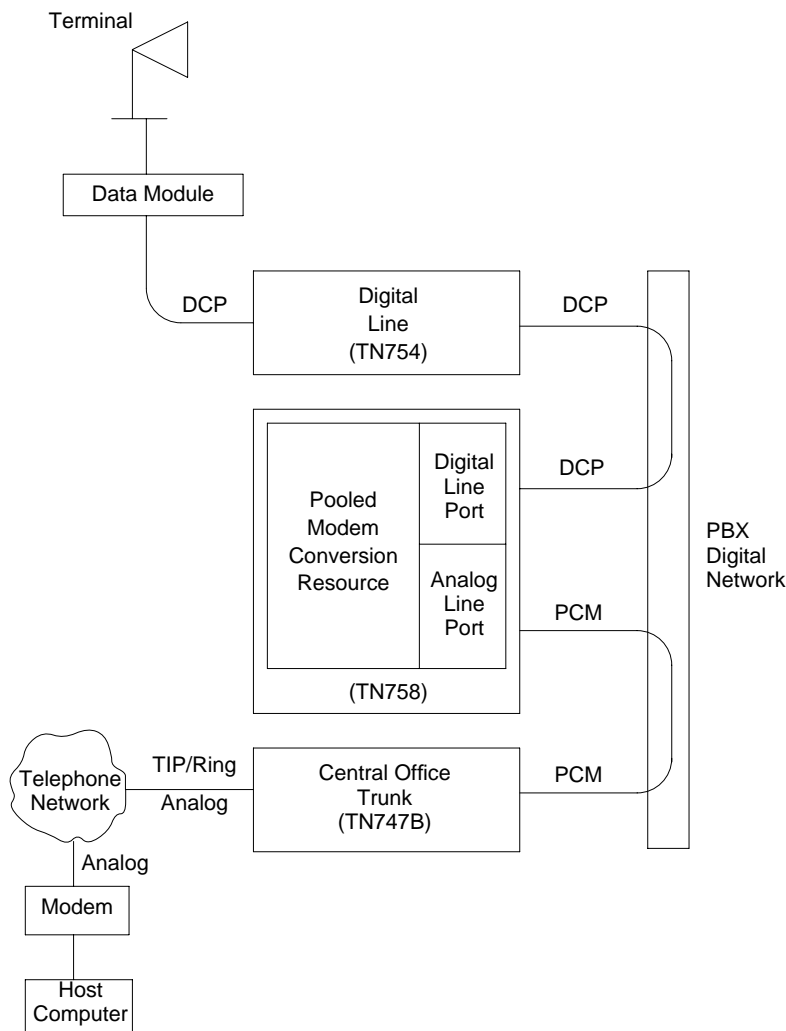 Terminal
Data Module
DCP
Digital
Line
(TN754)
DCP
Pooled
Modem
Conversion
Resource
Digital
Line
Port
DCP
Analog
Line
Port
PCM
(TN758)
PBX
Digital
Network
Telephone
Network
TIP/Ring
Analog
Central Office
Trunk
(TN747B)
PCM
Analog
Modem
Host
Computer